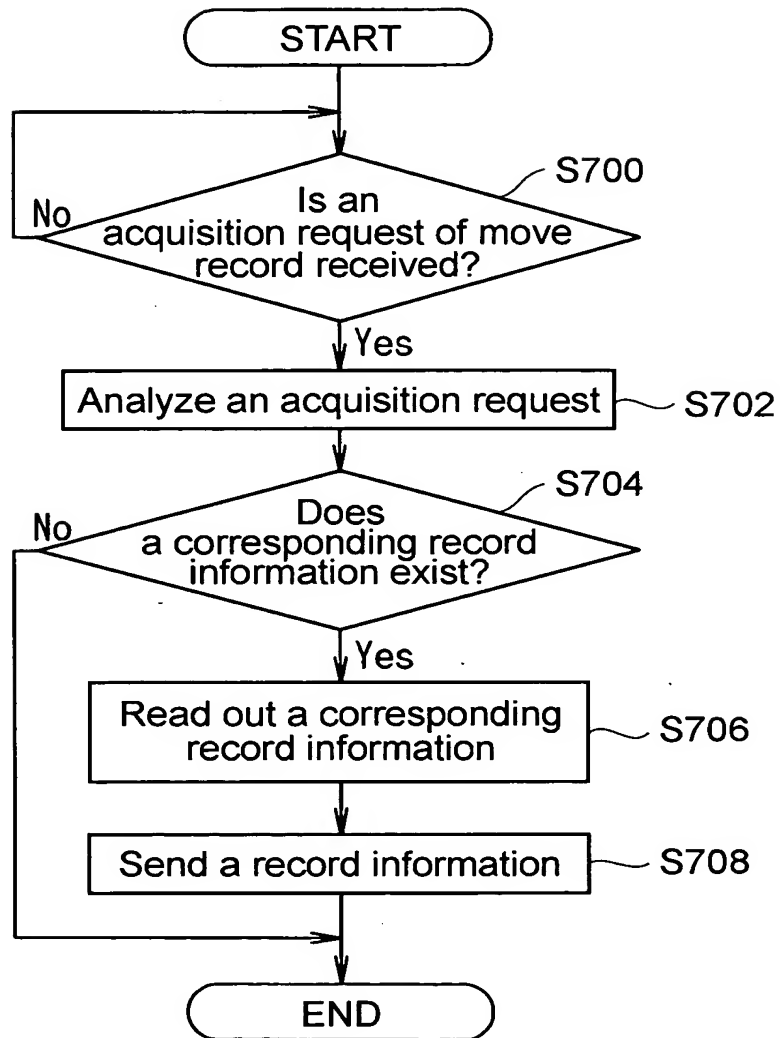 START
S700
No
Is an
acquisition request of move
record received?
Yes
Analyze an acquisition request
S702
S704
No
Does
a corresponding record
information exist?
Yes
Read out a corresponding
record information
S706
Send a record information
S708
END